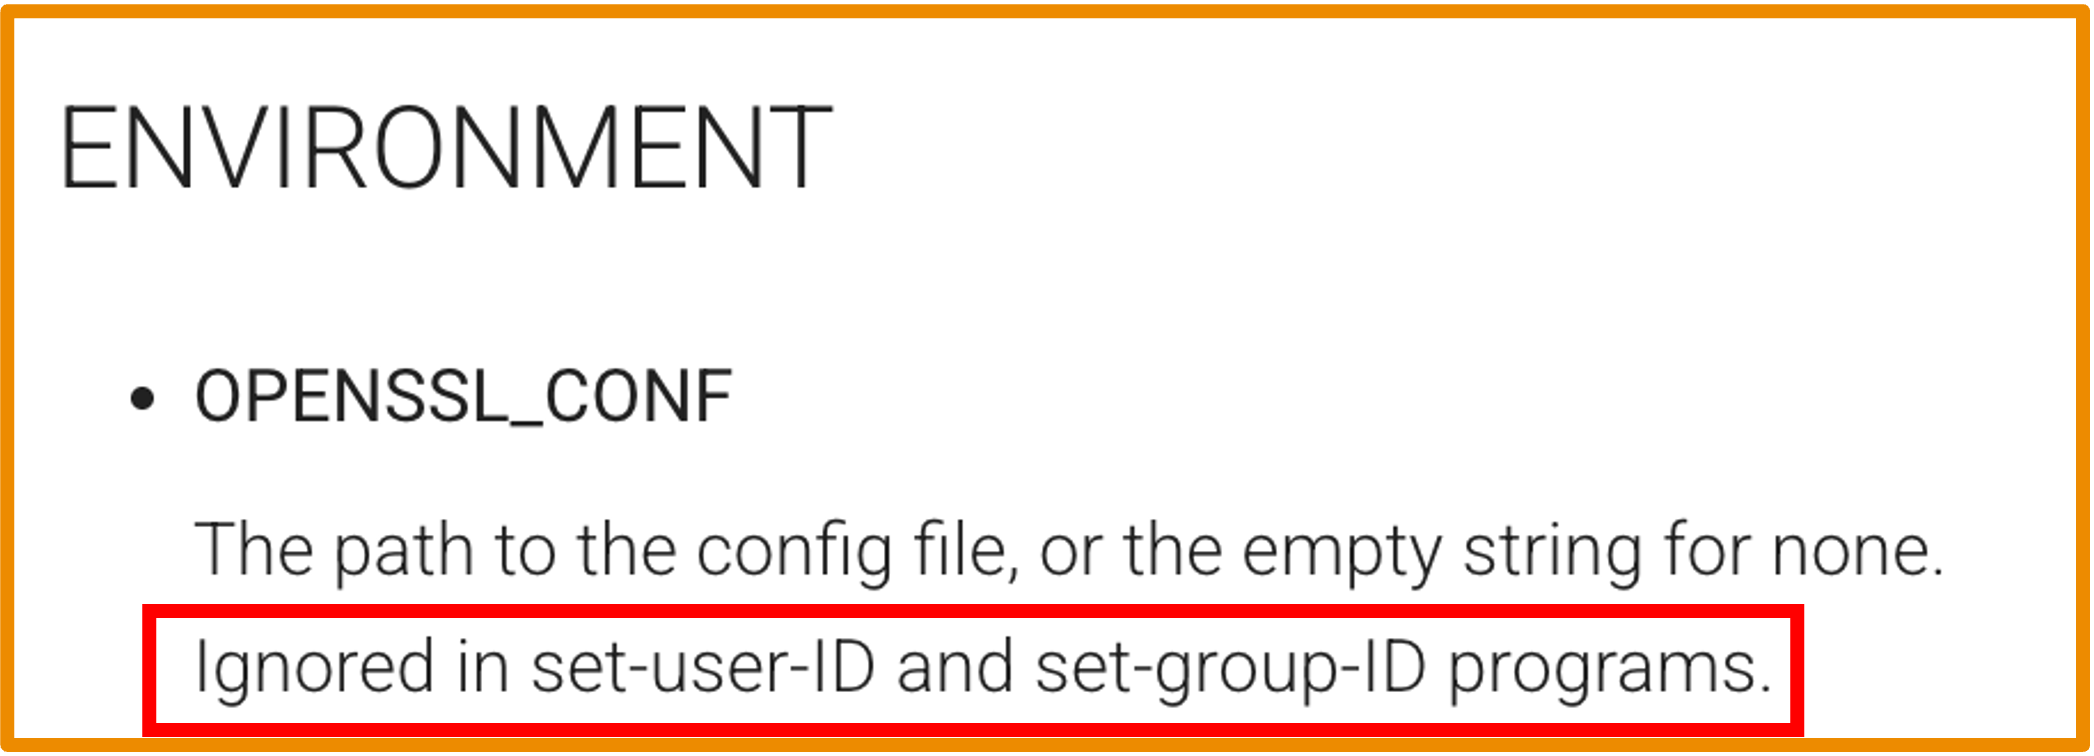 ENVIRONMENT
• OPENSSL_CONF
The path to the config file, or the empty string for none.
Ignored in set-user-ID and set-group-ID programs.